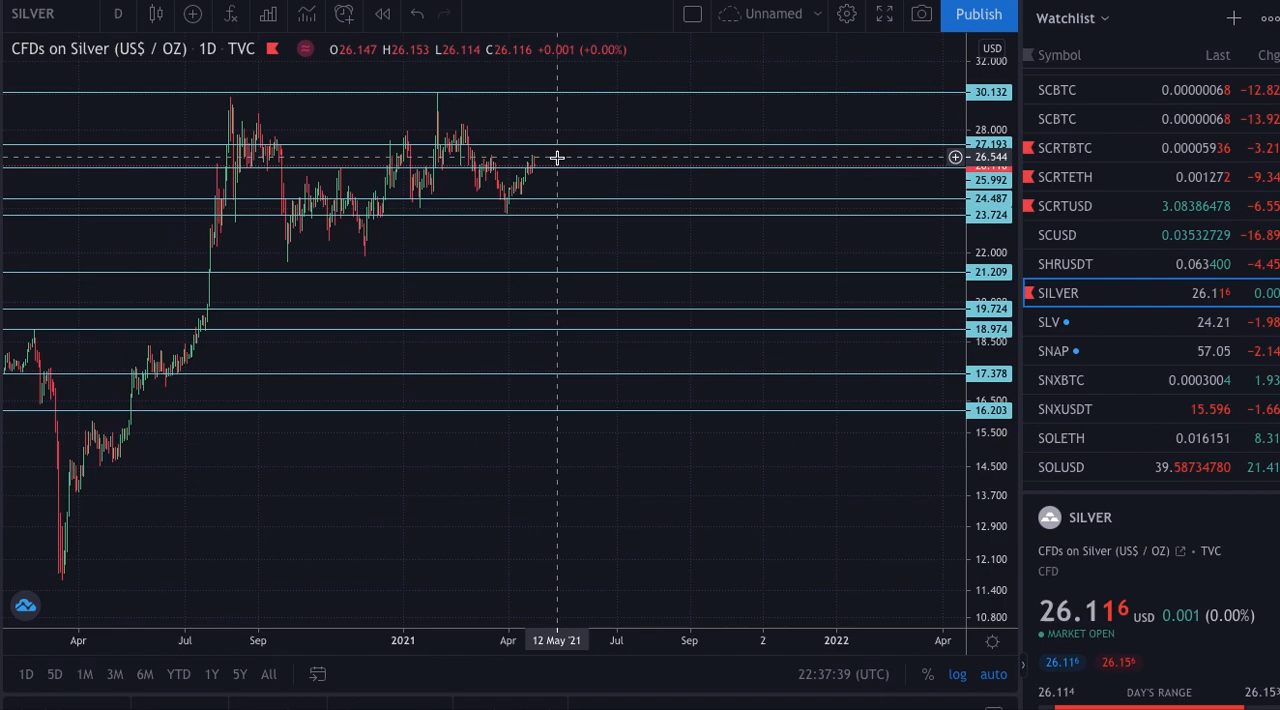 SILVER D Unnamed Publish
CFDs on Silver (US$ / OZ) · 1D · TVC O26.147 H26.153 L26.114 C26.116 +0.001 (+0.00%)
USD
32.000
30.132
28.000
27.193
26.544
25.992
24.487
23.724
22.000
21.209
19.724
18.974
18.500
17.378
16.500
16.203
15.500
14.500
13.700
12.900
12.100
11.400
10.800
Apr Jul Sep 2021 Apr 12 May '21 Jul Sep 2 2022 Apr
1D 5D 1M 3M 6M YTD 1Y 5Y All 22:37:39 (UTC) % log auto
Watchlist
Symbol Last Chg
SCBTC 0.00000068 −12.82
SCBTC 0.00000068 −13.92
SCRTBTC 0.00005936 −3.21
SCRTETH 0.001272 −9.34
SCRTUSD 3.08386478 −6.55
SCUSD 0.03532729 −16.89
SHRUSDT 0.063400 −4.45
SILVER 26.116 0.00
SLV 24.21 −1.98
SNAP 57.05 −2.14
SNXBTC 0.0003004 1.93
SNXUSDT 15.596 −1.66
SOLETH 0.016151 8.31
SOLUSD 39.58734780 21.41
SILVER
CFDs on Silver (US$ / OZ) • TVC
CFD
26.116 USD 0.001 (0.00%)
MARKET OPEN
26.116 26.156
26.114 DAY'S RANGE 26.153